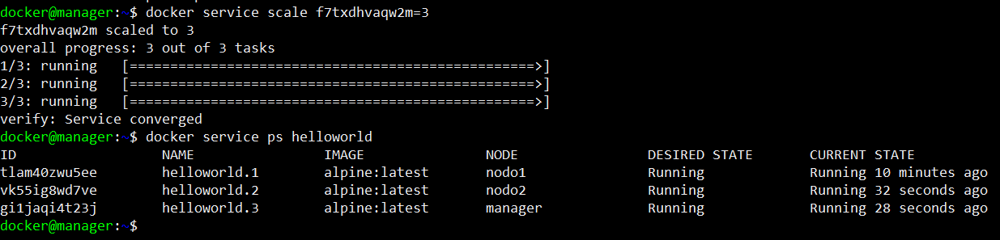 docker@manager:~$ docker service scale f7txdhvaqw2m=3
f7txdhvaqw2m scaled to 3
overall progress: 3 out of 3 tasks
1/3: running   [==================================================>]
2/3: running   [==================================================>]
3/3: running   [==================================================>]
verify: Service converged
docker@manager:~$ docker service ps helloworld
ID                  NAME                IMAGE               NODE                DESIRED STATE       CURRENT STATE
tlam40zwu5ee        helloworld.1        alpine:latest       nodo1               Running             Running 10 minutes ago
vk55ig8wd7ve        helloworld.2        alpine:latest       nodo2               Running             Running 32 seconds ago
gi1jaqi4t23j        helloworld.3        alpine:latest       manager             Running             Running 28 seconds ago
docker@manager:~$